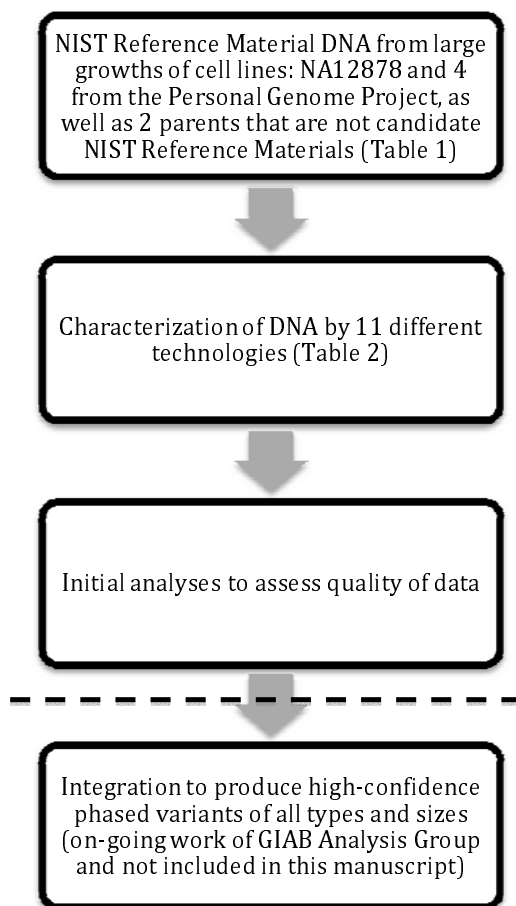 NIST Reference Material DNA from large
growths of cell lines: NA12878 and 4
from the Personal Genome Project, as
well as 2 parents that are not candidate
NIST Reference Materials (Table 1)
Characterization of DNA by 11 different
technologies (Table 2)
Initial analyses to assess quality of data
Integration to produce high-confidence
phased variants of all types and sizes
(on-going work of GIAB Analysis Group
and not included in this manuscript)